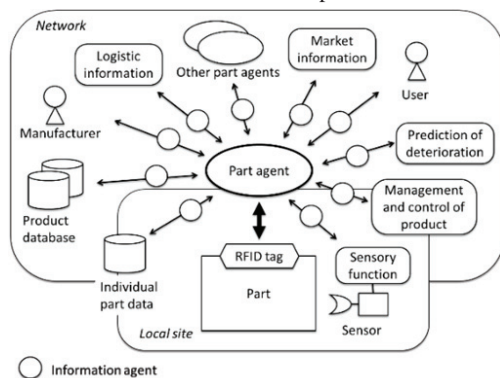 Network
Logistic
information
Other part agents
Market
information
User
Manufacturer
Prediction of
deterioration
Part agent
Product
database
Management
and control of
product
Individual
part data
RFID tag
Part
Sensory
function
Sensor
Local site
Information agent